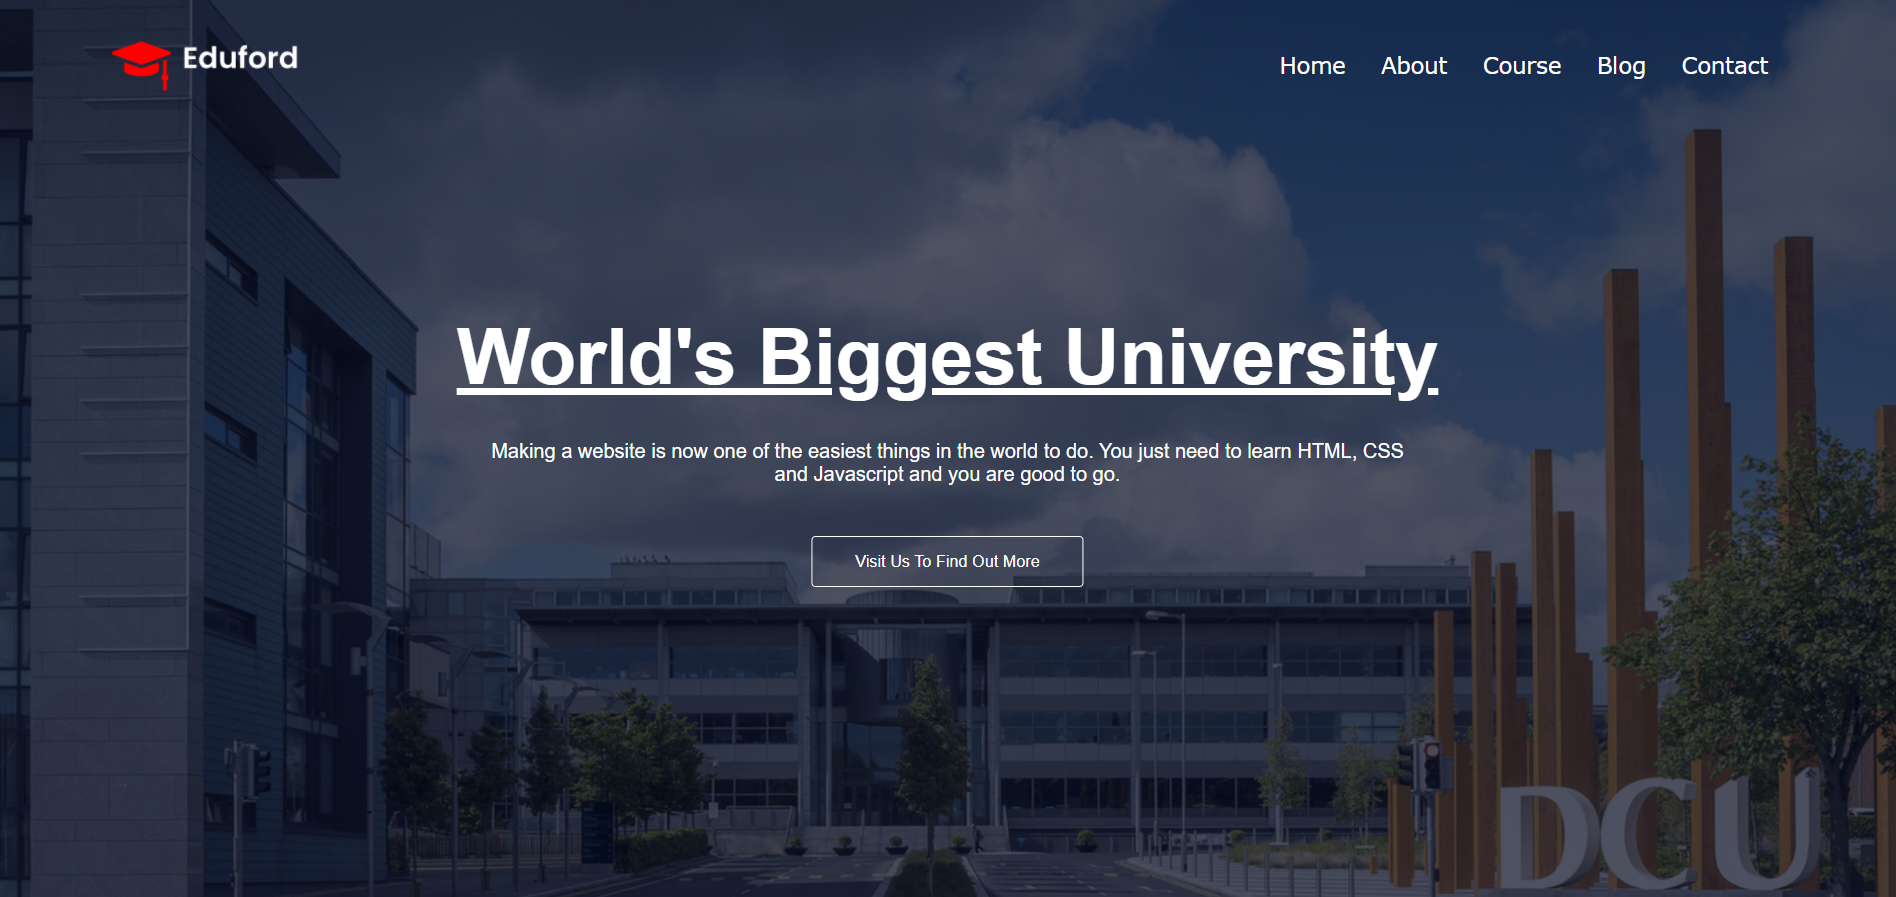 Eduford
Home About Course Blog Contact
World's Biggest University
Making a website is now one of the easiest things in the world to do. You just need to learn HTML, CSS
and Javascript and you are good to go.
Visit Us To Find Out More
DCU